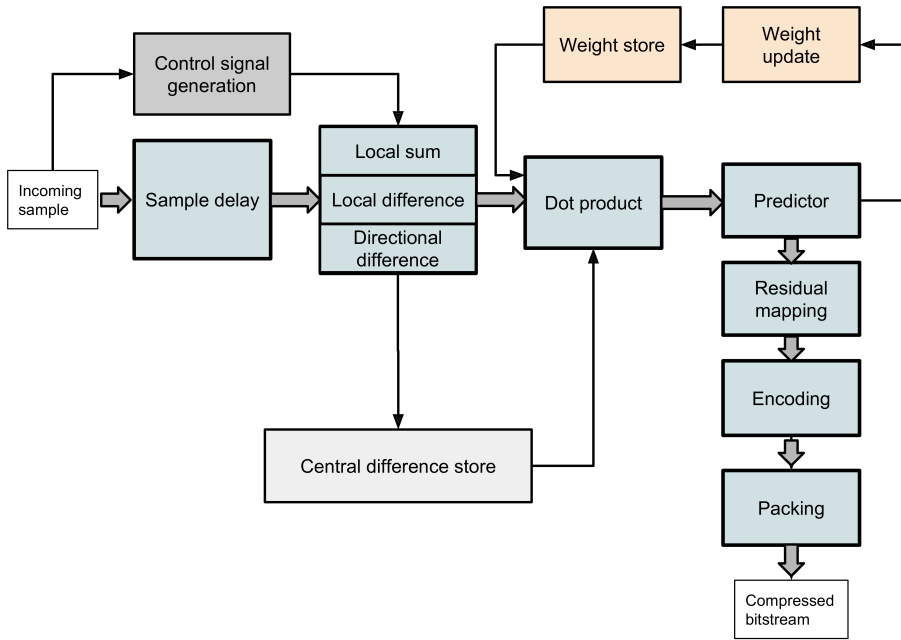 Control signal
generation
Weight store
Weight
update
Incoming
sample
Sample delay
Local sum
Local difference
Directional
difference
Dot product
Predictor
Residual
mapping
Encoding
Central difference store
Packing
Compressed
bitstream